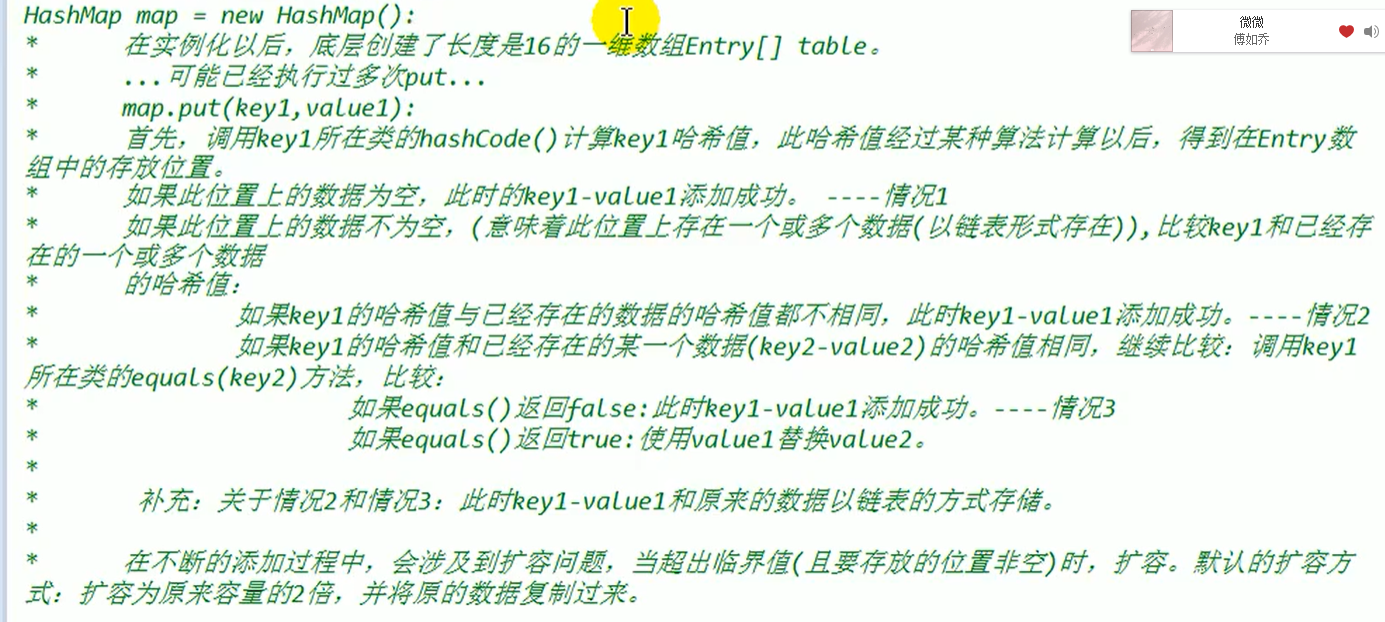 HashMap map = new HashMap():
* 在实例化以后，底层创建了长度是16的一维数组Entry[] table。
* ...可能已经执行过多次put...
* map.put(key1,value1):
* 首先，调用key1所在类的hashCode()计算key1哈希值，此哈希值经过某种算法计算以后，得到在Entry数
组中的存放位置。
* 如果此位置上的数据为空，此时的key1-value1添加成功。 ----情况1
* 如果此位置上的数据不为空，(意味着此位置上存在一个或多个数据(以链表形式存在)),比较key1和已经存
在的一个或多个数据
* 的哈希值：
* 如果key1的哈希值与已经存在的数据的哈希值都不相同，此时key1-value1添加成功。----情况2
* 如果key1的哈希值和已经存在的某一个数据(key2-value2)的哈希值相同，继续比较：调用key1
所在类的equals(key2)方法，比较：
* 如果equals()返回false:此时key1-value1添加成功。----情况3
* 如果equals()返回true:使用value1替换value2。
*
* 补充：关于情况2和情况3：此时key1-value1和原来的数据以链表的方式存储。
*
* 在不断的添加过程中，会涉及到扩容问题，当超出临界值(且要存放的位置非空)时，扩容。默认的扩容方
式：扩容为原来容量的2倍，并将原的数据复制过来。
微微
傅如乔